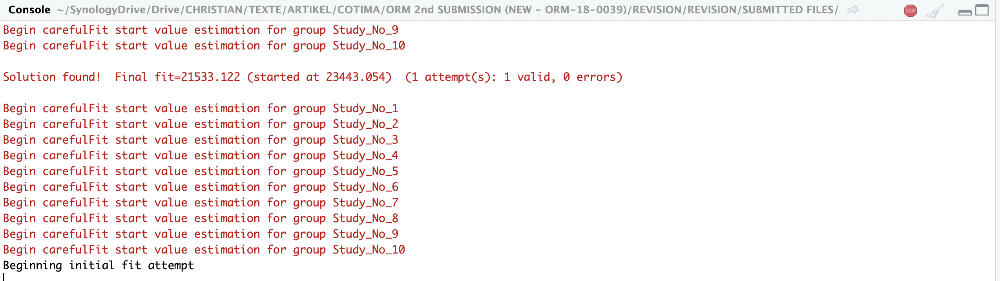 Console ~/SynologyDrive/Drive/CHRISTIAN/TEXTE/ARTIKEL/COTIMA/ORM 2nd SUBMISSION (NEW - ORM-18-0039)/REVISION/REVISION/SUBMITTED FILES/ STOP
Begin carefulFit start value estimation for group Study_No_9
Begin carefulFit start value estimation for group Study_No_10
Solution found!  Final fit=21533.122 (started at 23443.054)  (1 attempt(s): 1 valid, 0 errors)
Begin carefulFit start value estimation for group Study_No_1
Begin carefulFit start value estimation for group Study_No_2
Begin carefulFit start value estimation for group Study_No_3
Begin carefulFit start value estimation for group Study_No_4
Begin carefulFit start value estimation for group Study_No_5
Begin carefulFit start value estimation for group Study_No_6
Begin carefulFit start value estimation for group Study_No_7
Begin carefulFit start value estimation for group Study_No_8
Begin carefulFit start value estimation for group Study_No_9
Begin carefulFit start value estimation for group Study_No_10
Beginning initial fit attempt